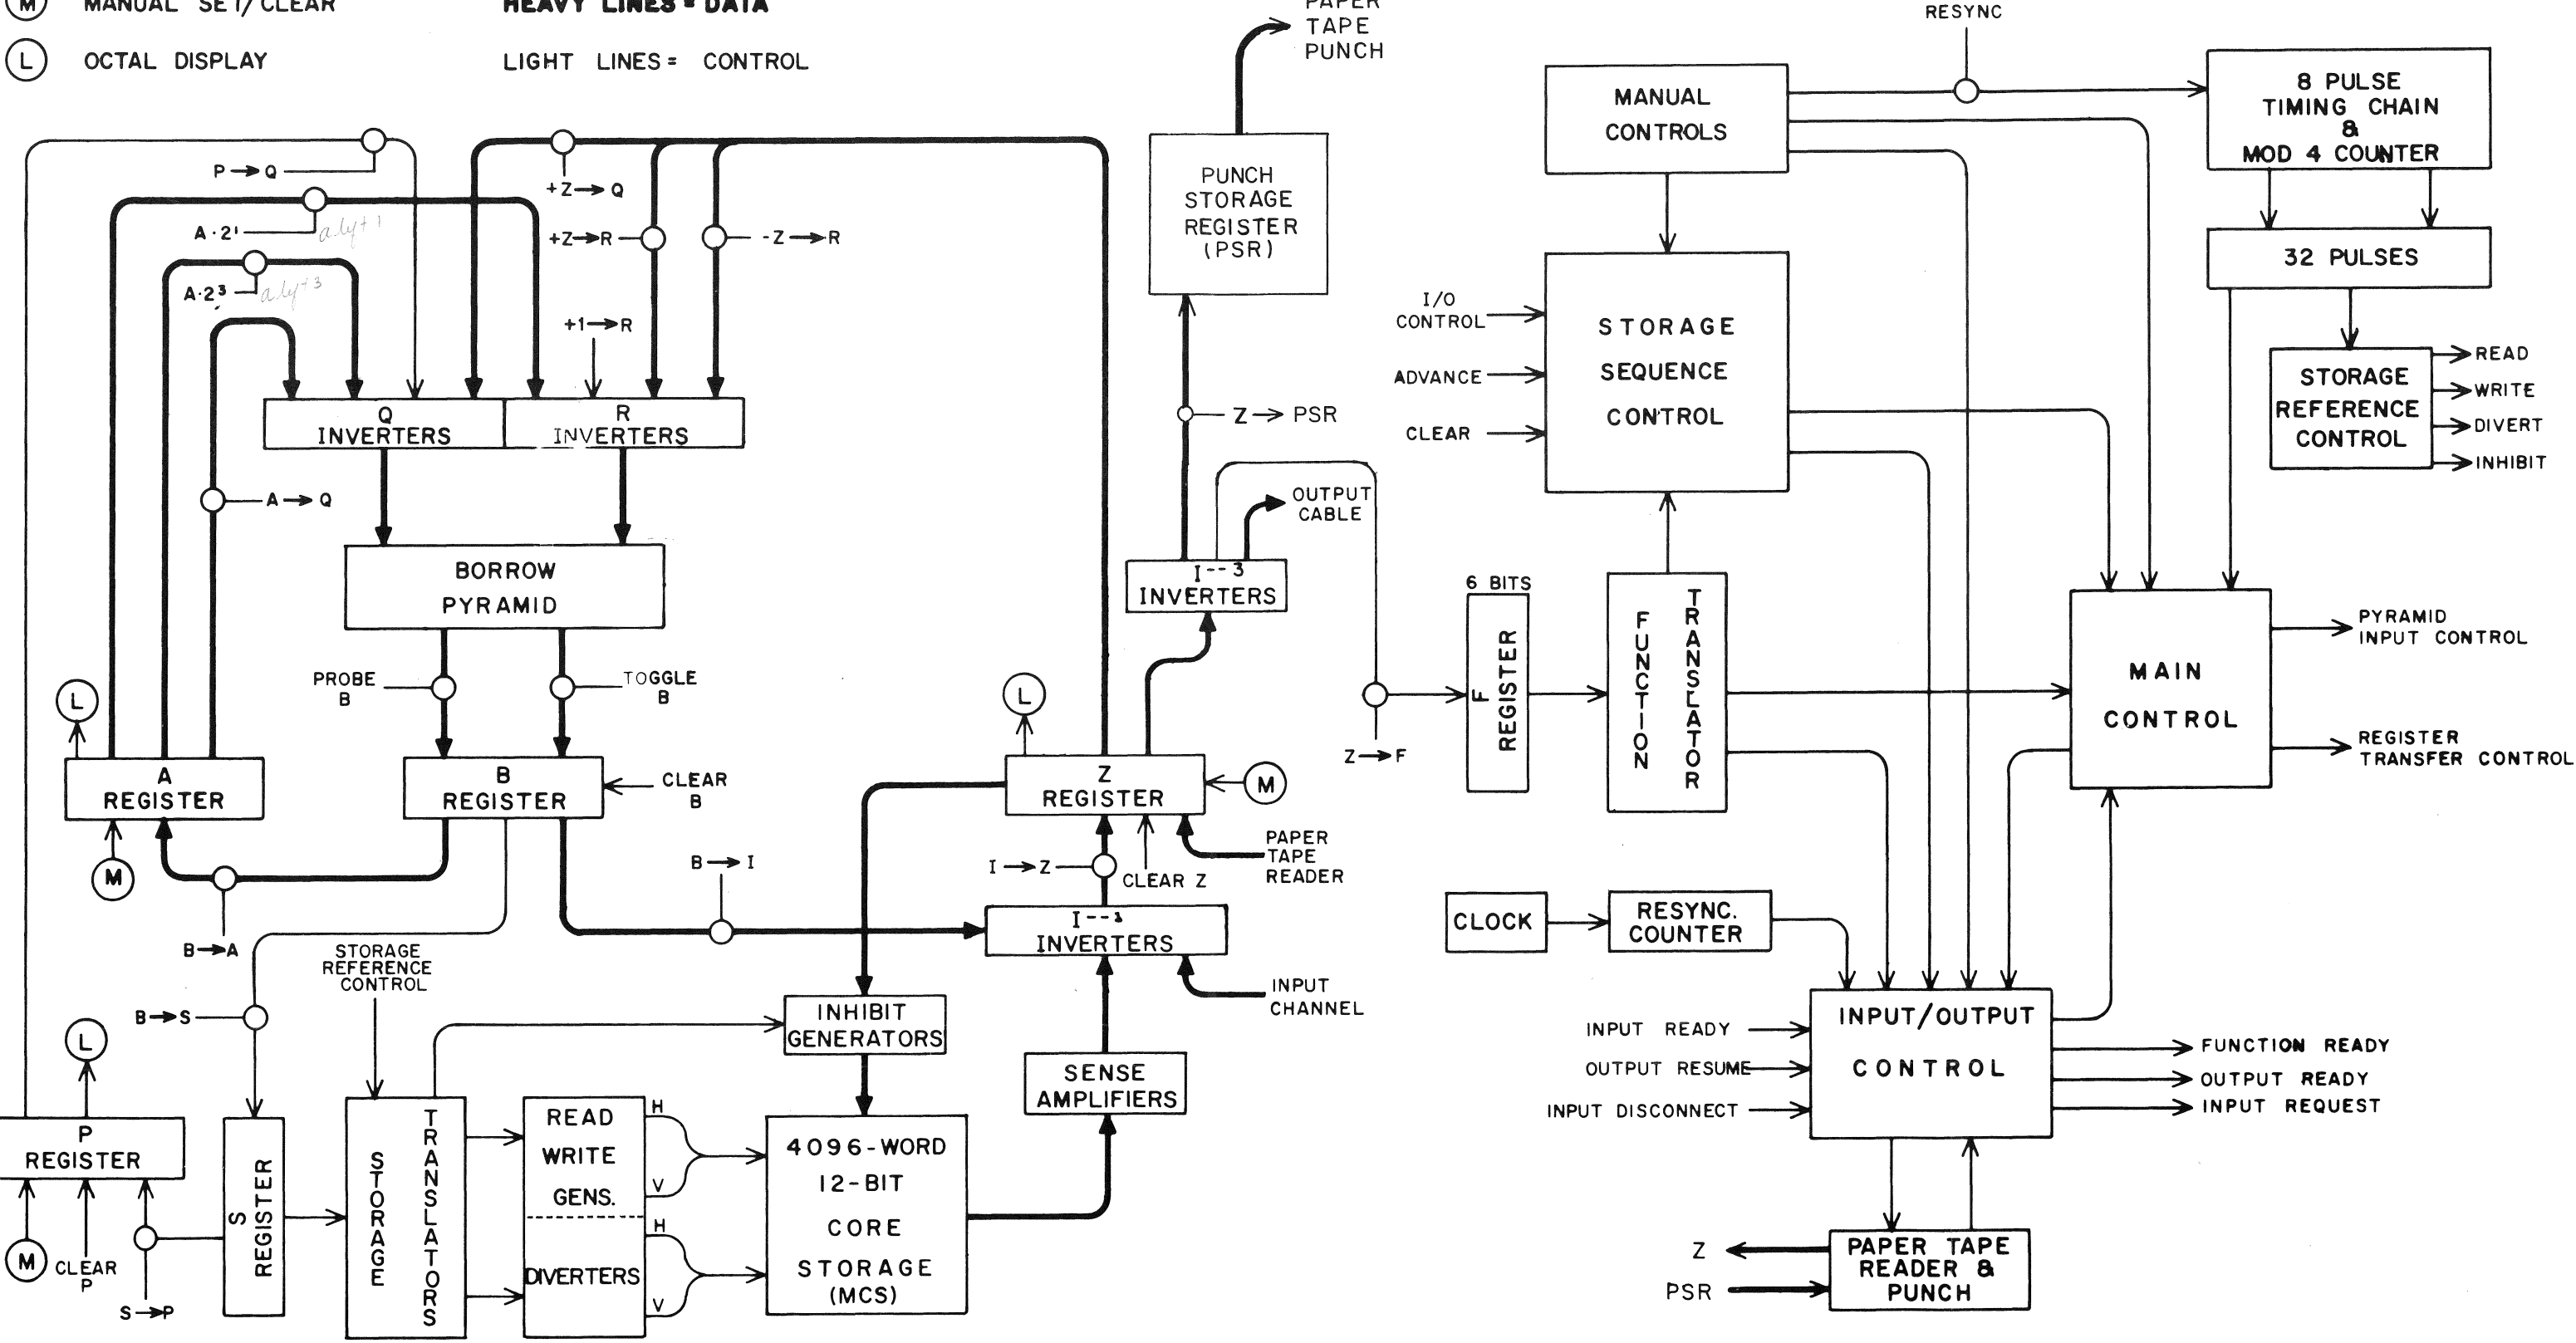 M MANUAL SET/CLEAR
HEAVY LINES = DATA
L OCTAL DISPLAY
LIGHT LINES = CONTROL
PAPER
TAPE
PUNCH
RESYNC
P→Q
A·2¹
aly+1
A·2³
aly+3
+Z→Q
+Z→R
-Z→R
+1→R
A→Q
Q
INVERTERS
R
INVERTERS
BORROW
PYRAMID
PROBE
B
TOGGLE
B
L
A
REGISTER
M
B
REGISTER
CLEAR
B
B→A
B→I
B→S
STORAGE
REFERENCE
CONTROL
L
P
REGISTER
M
CLEAR
P
S→P
S
REGISTER
STORAGE
TRANSLATORS
READ
WRITE
GENS.
DIVERTERS
H
V
H
V
4096-WORD
12-BIT
CORE
STORAGE
(MCS)
INHIBIT
GENERATORS
SENSE
AMPLIFIERS
I--1
INVERTERS
INPUT
CHANNEL
I→Z
CLEAR Z
PAPER
TAPE
READER
L
Z
REGISTER
M
I--3
INVERTERS
OUTPUT
CABLE
Z→PSR
PUNCH
STORAGE
REGISTER
(PSR)
Z→F
6 BITS
F
REGISTER
FUNCTION
TRANSLATOR
MANUAL
CONTROLS
I/O
CONTROL
ADVANCE
CLEAR
STORAGE
SEQUENCE
CONTROL
8 PULSE
TIMING CHAIN
&
MOD 4 COUNTER
32 PULSES
STORAGE
REFERENCE
CONTROL
READ
WRITE
DIVERT
INHIBIT
MAIN
CONTROL
PYRAMID
INPUT CONTROL
REGISTER
TRANSFER CONTROL
CLOCK
RESYNC.
COUNTER
INPUT/OUTPUT
CONTROL
INPUT READY
OUTPUT RESUME
INPUT DISCONNECT
FUNCTION READY
OUTPUT READY
INPUT REQUEST
Z
PSR
PAPER TAPE
READER &
PUNCH